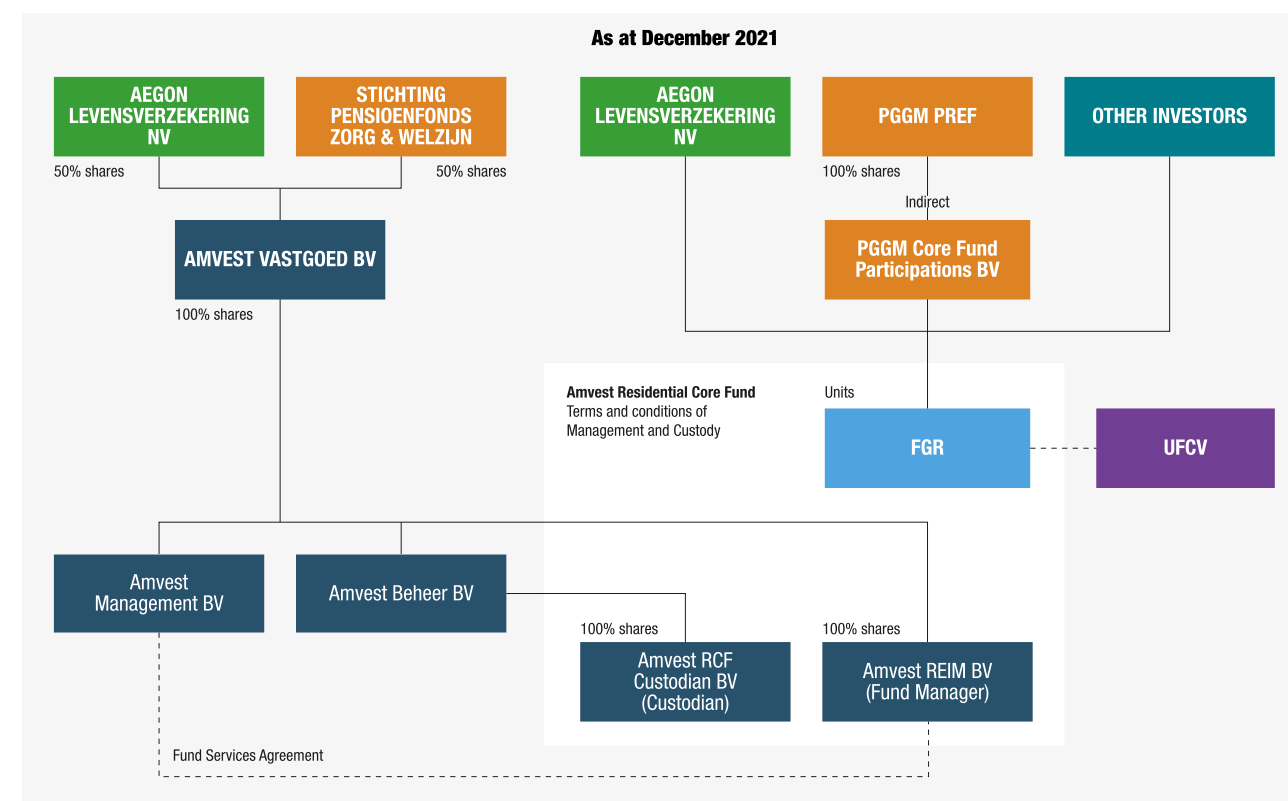 As at December 2021
AEGON
LEVENSVERZEKERING
NV
STICHTING
PENSIOENFONDS
ZORG & WELZIJN
AEGON
LEVENSVERZEKERING
NV
PGGM PREF
OTHER INVESTORS
50% shares
50% shares
100% shares
Indirect
AMVEST VASTGOED BV
PGGM Core Fund
Participations BV
100% shares
Amvest Residential Core Fund
Terms and conditions of
Management and Custody
Units
FGR
UFCV
Amvest
Management BV
Amvest Beheer BV
100% shares
100% shares
Amvest RCF
Custodian BV
(Custodian)
Amvest REIM BV
(Fund Manager)
Fund Services Agreement